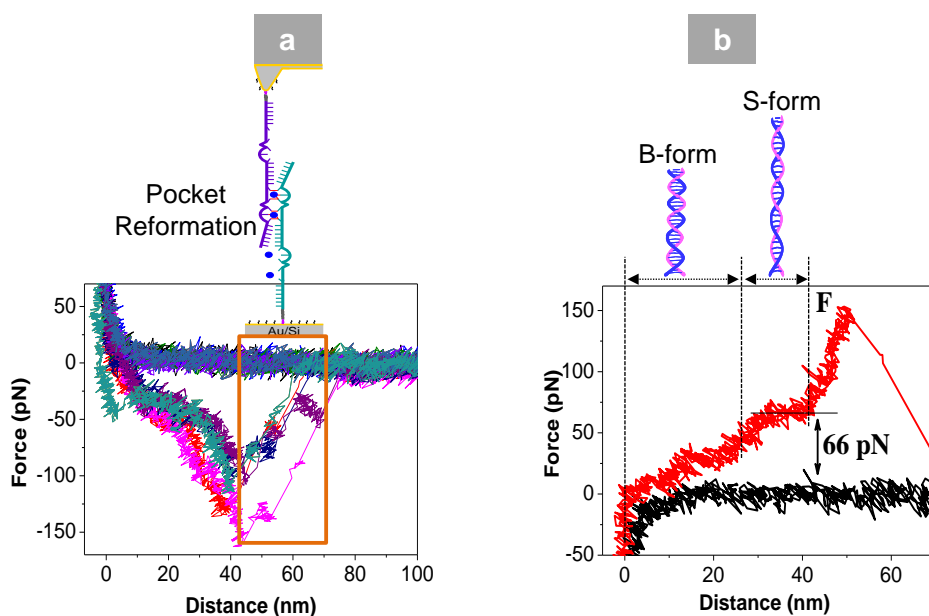 a
Pocket
Reformation
Au/Si
50
0
-50
-100
-150
Force (pN)
0 20 40 60 80 100
Distance (nm)
b
S-form
B-form
150
100
50
0
-50
Force (pN)
F
66 pN
0 20 40 60
Distance (nm)